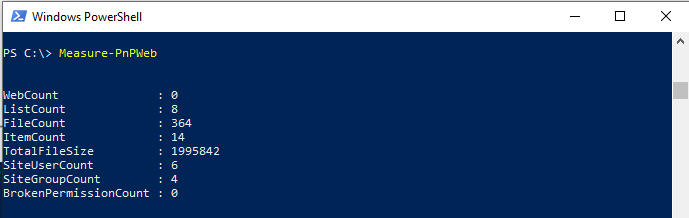 Windows PowerShell
PS C:\> Measure-PnPWeb
WebCount : 0
ListCount : 8
FileCount : 364
ItemCount : 14
TotalFileSize : 1995842
SiteUserCount : 6
SiteGroupCount : 4
BrokenPermissionCount : 0